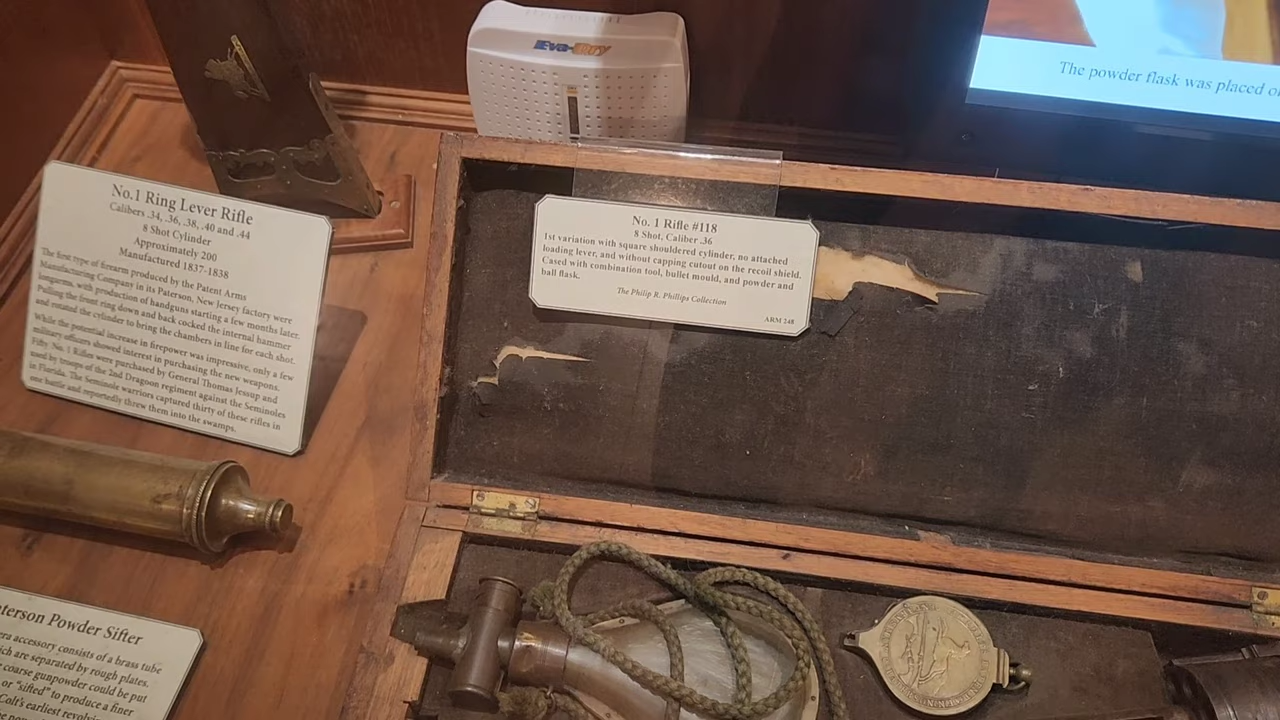 Eva-Dry
The powder flask was placed o
No.1 Ring Lever Rifle
Calibers .34, .36, .38, .40 and .44
8 Shot Cylinder
Approximately 200
Manufactured 1837-1838
The first type of firearm produced by the Patent Arms
Manufacturing Company in its Paterson, New Jersey factory were
longarms, with production of handguns starting a few months later.
Pulling the front ring down and back cocked the internal hammer
and rotated the cylinder to bring the chambers in line for each shot.
While the potential increase in firepower was impressive, only a few
military officers showed interest in purchasing the new weapons.
Fifty No. 1 Rifles were purchased by General Thomas Jessup and
used by troops of the 2nd Dragoon regiment against the Seminoles
in Florida. The Seminole warriors captured thirty of these rifles in
one battle and reportedly threw them into the swamps.
No. 1 Rifle #118
8 Shot, Caliber .36
1st variation with square shouldered cylinder, no attached
loading lever, and without capping cutout on the recoil shield.
Cased with combination tool, bullet mould, and powder and
ball flask.
The Philip R. Phillips Collection
ARM 248
terson Powder Sifter
era accessory consists of a brass tube
ich are separated by rough plates.
e coarse gunpowder could be put
or "sifted" to produce a finer
Colt's earliest revolvin